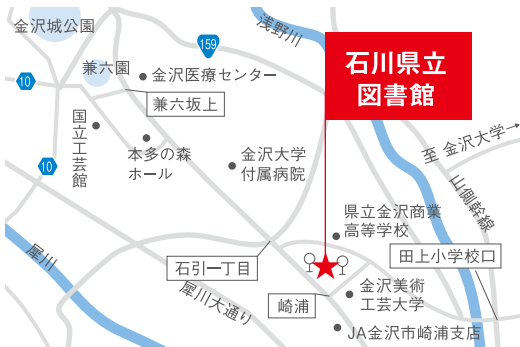 金沢城公園
浅野川
159
石川県立
図書館
兼六園
金沢医療センター
10
兼六坂上
国立工芸館
本多の森
ホール
金沢大学
付属病院
至 金沢大学→
山側幹線
10
県立金沢商業
高等学校
犀川
石引一丁目
田上小学校口
犀川大通り
崎浦
金沢美術
工芸大学
JA金沢市崎浦支店